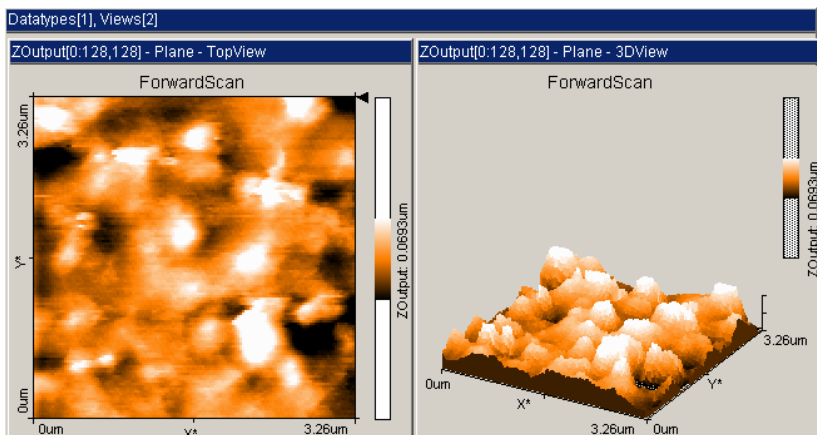 Datatypes[1], Views[2]
ZOutput[0:128,128] - Plane - TopView
ForwardScan
3.26um
Y*
0um
0um
X*
3.26um
ZOutput: 0.0693um
ZOutput[0:128,128] - Plane - 3DView
ForwardScan
ZOutput: 0.0693um
0um
X*
3.26um
0um
Y*
3.26um